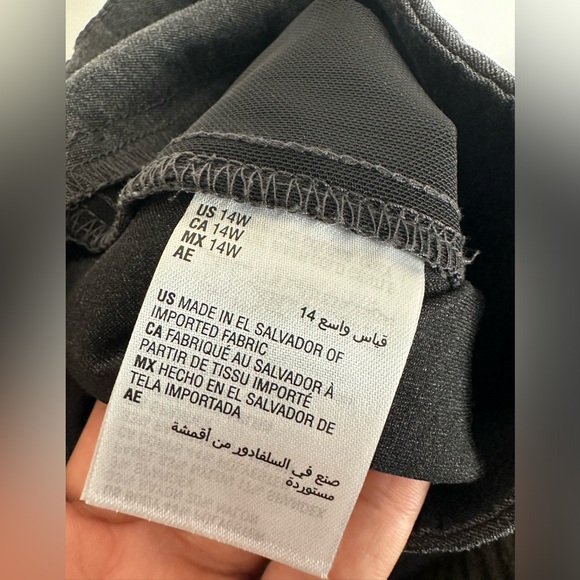 US 14W
CA 14W
MX 14W
AE
قياس واسع 14
US MADE IN EL SALVADOR OF
IMPORTED FABRIC
CA FABRIQUÉ AU SALVADOR À
PARTIR DE TISSU IMPORTÉ
MX HECHO EN EL SALVADOR DE
TELA IMPORTADA
AE
صنع في السلفادور من أقمشة
مستوردة